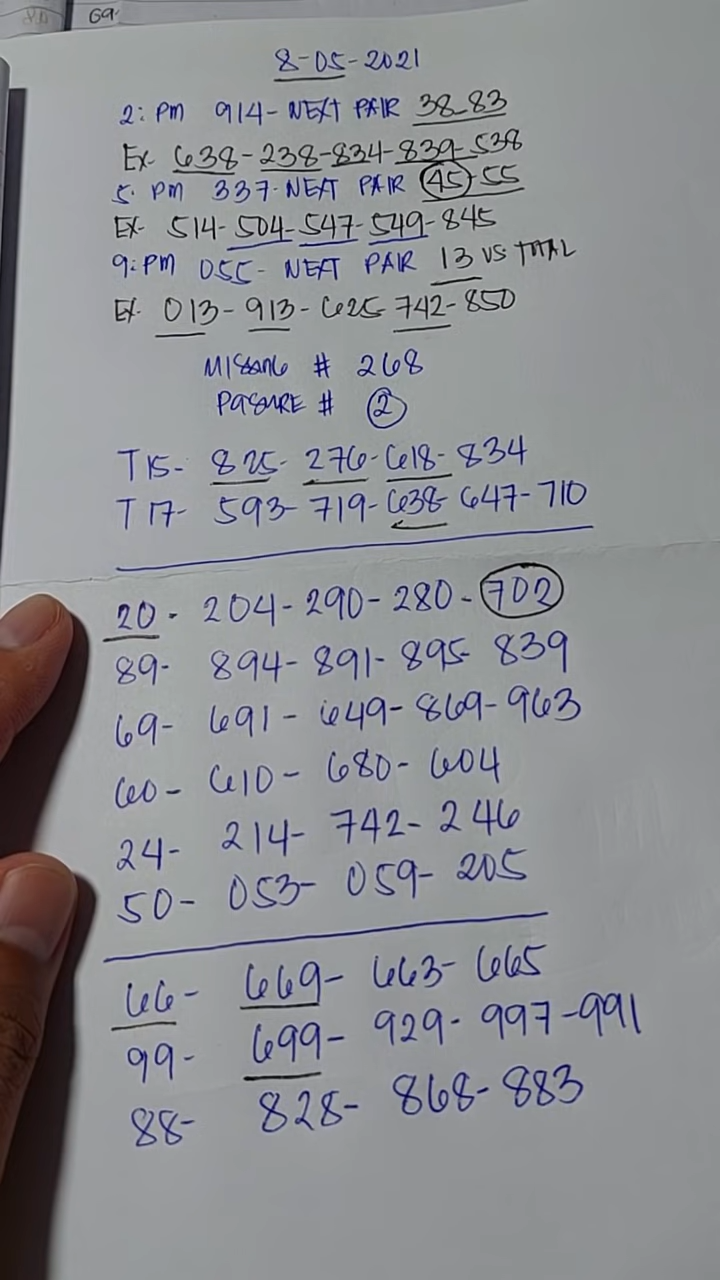 69-
8-05-2021
2: PM 914- NEXT PAIR 38-83
EX- 638-238-834-839-538
5: PM 337- NEXT PAIR 45-55
EX- 514-504-547-549-845
9: PM 055- NEXT PAIR 13 VS TOTAL
EX- 013-913-625-742-850
MISSANG # 268
PASURE # 2
T15- 825-276-618-834
T17- 593-719-638-647-710
20- 204-290-280-702
89- 894-891-895-839
69- 691-649-869-963
60- 610-680-604
24- 214-742-246
50- 053-059-205
66- 669-663-665
99- 699-929-997-991
88- 828-868-883